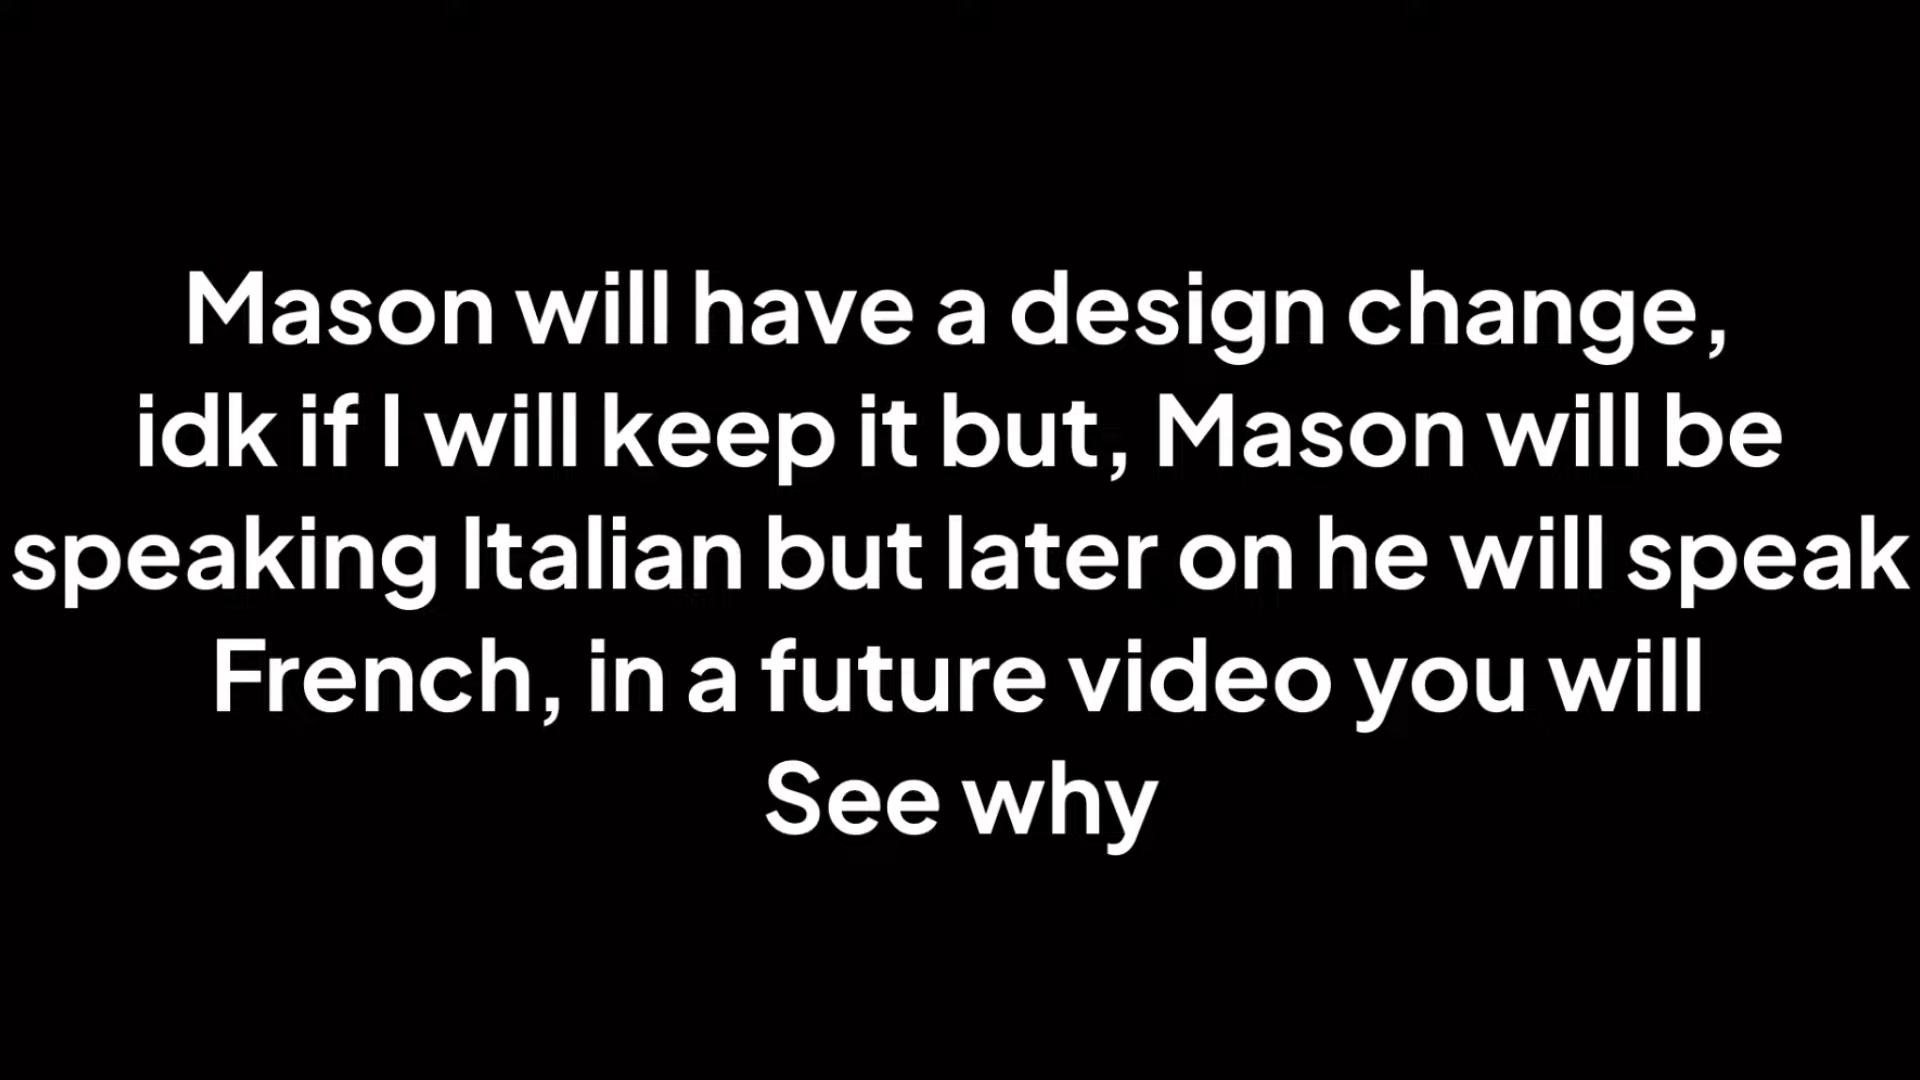 Mason will have a design change,
idk if I will keep it but, Mason will be
speaking Italian but later on he will speak
French, in a future video you will
See why